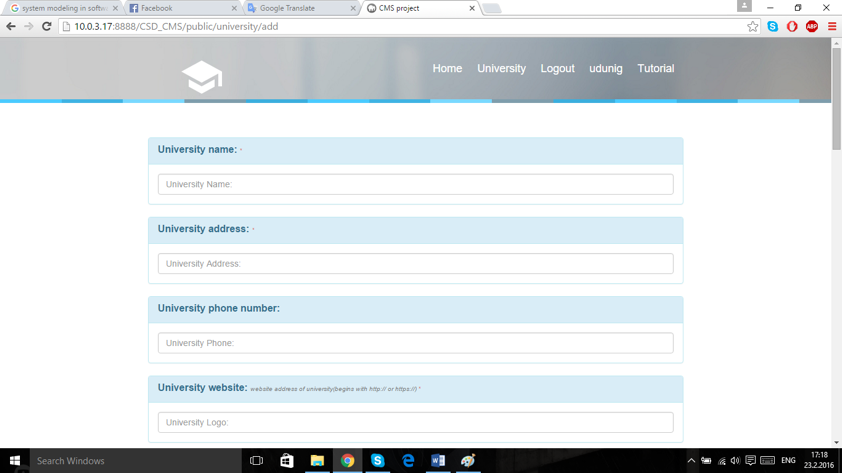 system modeling in softw
Facebook
Google Translate
CMS project
10.0.3.17:8888/CSD_CMS/public/university/add
ABP
Home University Logout udunig Tutorial
University name: *
University Name:
University address: *
University Address:
University phone number:
University Phone:
University website: website address of university(begins with http:// or https://) *
University Logo:
Search Windows
ENG
17:18
23.2.2016